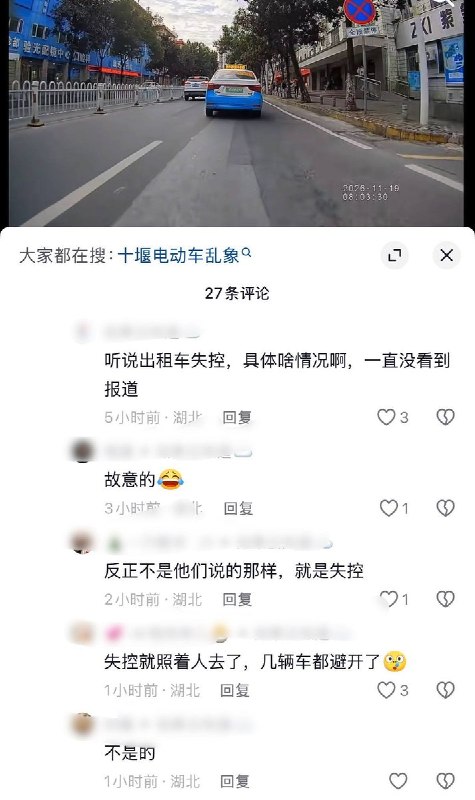 2026-11-19
08:03:30
大家都在搜：十堰电动车乱象
27条评论
听说出租车失控，具体啥情况啊，一直没看到
报道
5小时前·湖北 回复
3
故意的😂
3小时前·湖北 回复
1
反正不是他们说的那样，就是失控
2小时前·湖北 回复
1
失控就照着人去了，几辆车都避开了😢
1小时前·湖北 回复
3
不是的
1小时前·湖北 回复